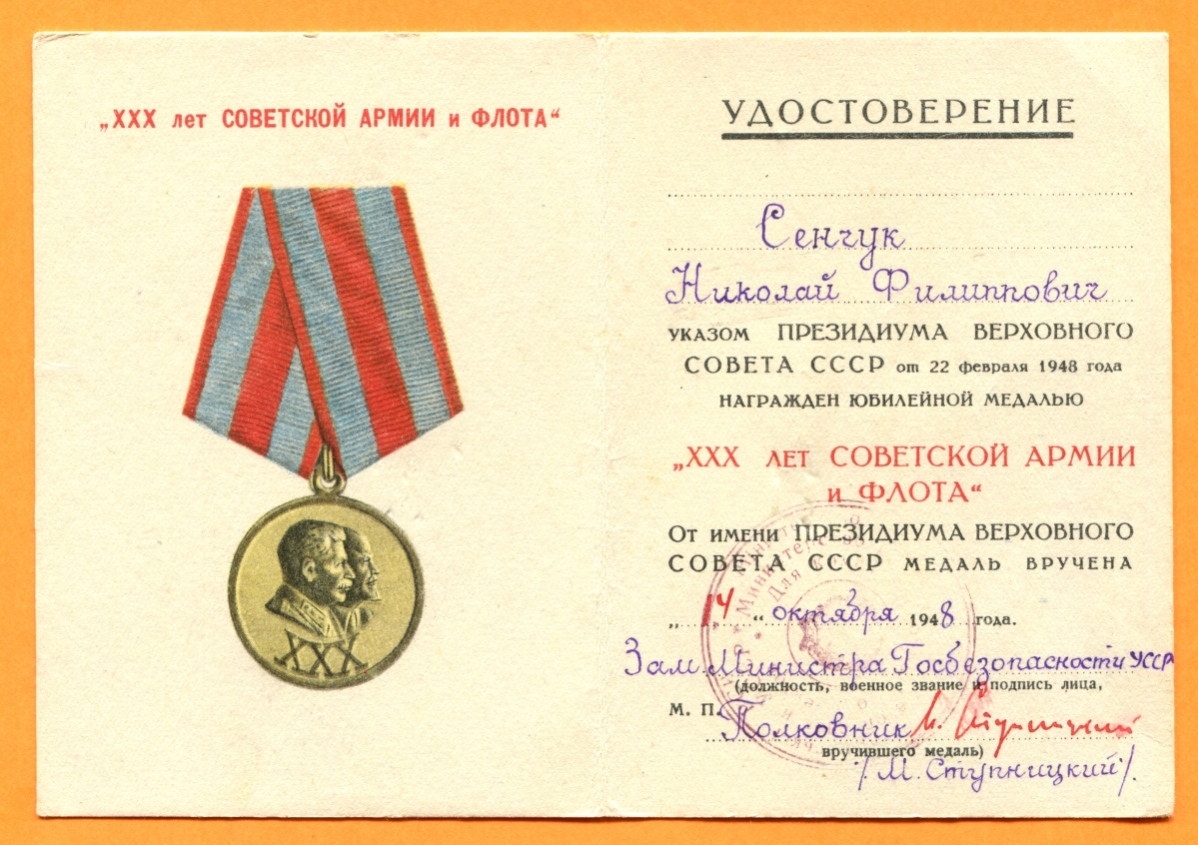 „XXX лет СОВЕТСКОЙ АРМИИ и ФЛОТА“
XXX
УДОСТОВЕРЕНИЕ
Сенчук
Николай Филиппович
УКАЗОМ ПРЕЗИДИУМА ВЕРХОВНОГО
СОВЕТА СССР от 22 февраля 1948 года
НАГРАЖДЕН ЮБИЛЕЙНОЙ МЕДАЛЬЮ
„XXX ЛЕТ СОВЕТСКОЙ АРМИИ
и ФЛОТА“
От имени ПРЕЗИДИУМА ВЕРХОВНОГО
СОВЕТА СССР МЕДАЛЬ ВРУЧЕНА
„14“ октября 1948 года.
Зам. Министра Госбезопасности УССР
(должность, военное звание и подпись лица,
М. П. Полковник М. Ступницкий
вручившего медаль)
/М. Ступницкий/.